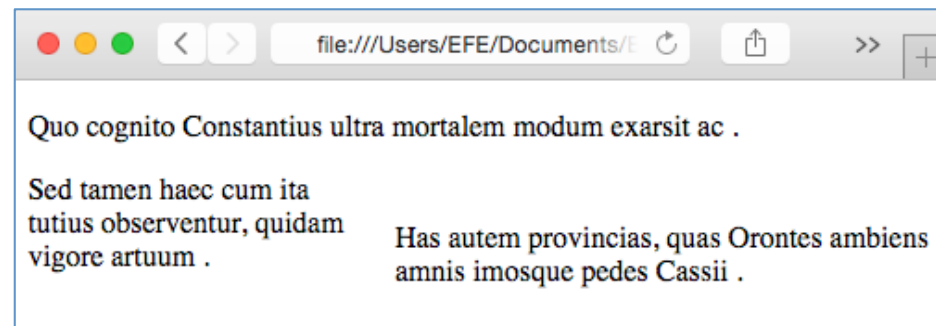 file:///Users/EFE/Documents/
Quo cognito Constantius ultra mortalem modum exarsit ac .
Sed tamen haec cum ita
tutius observentur, quidam
vigore artuum .
Has autem provincias, quas Orontes ambiens
amnis imosque pedes Cassii .